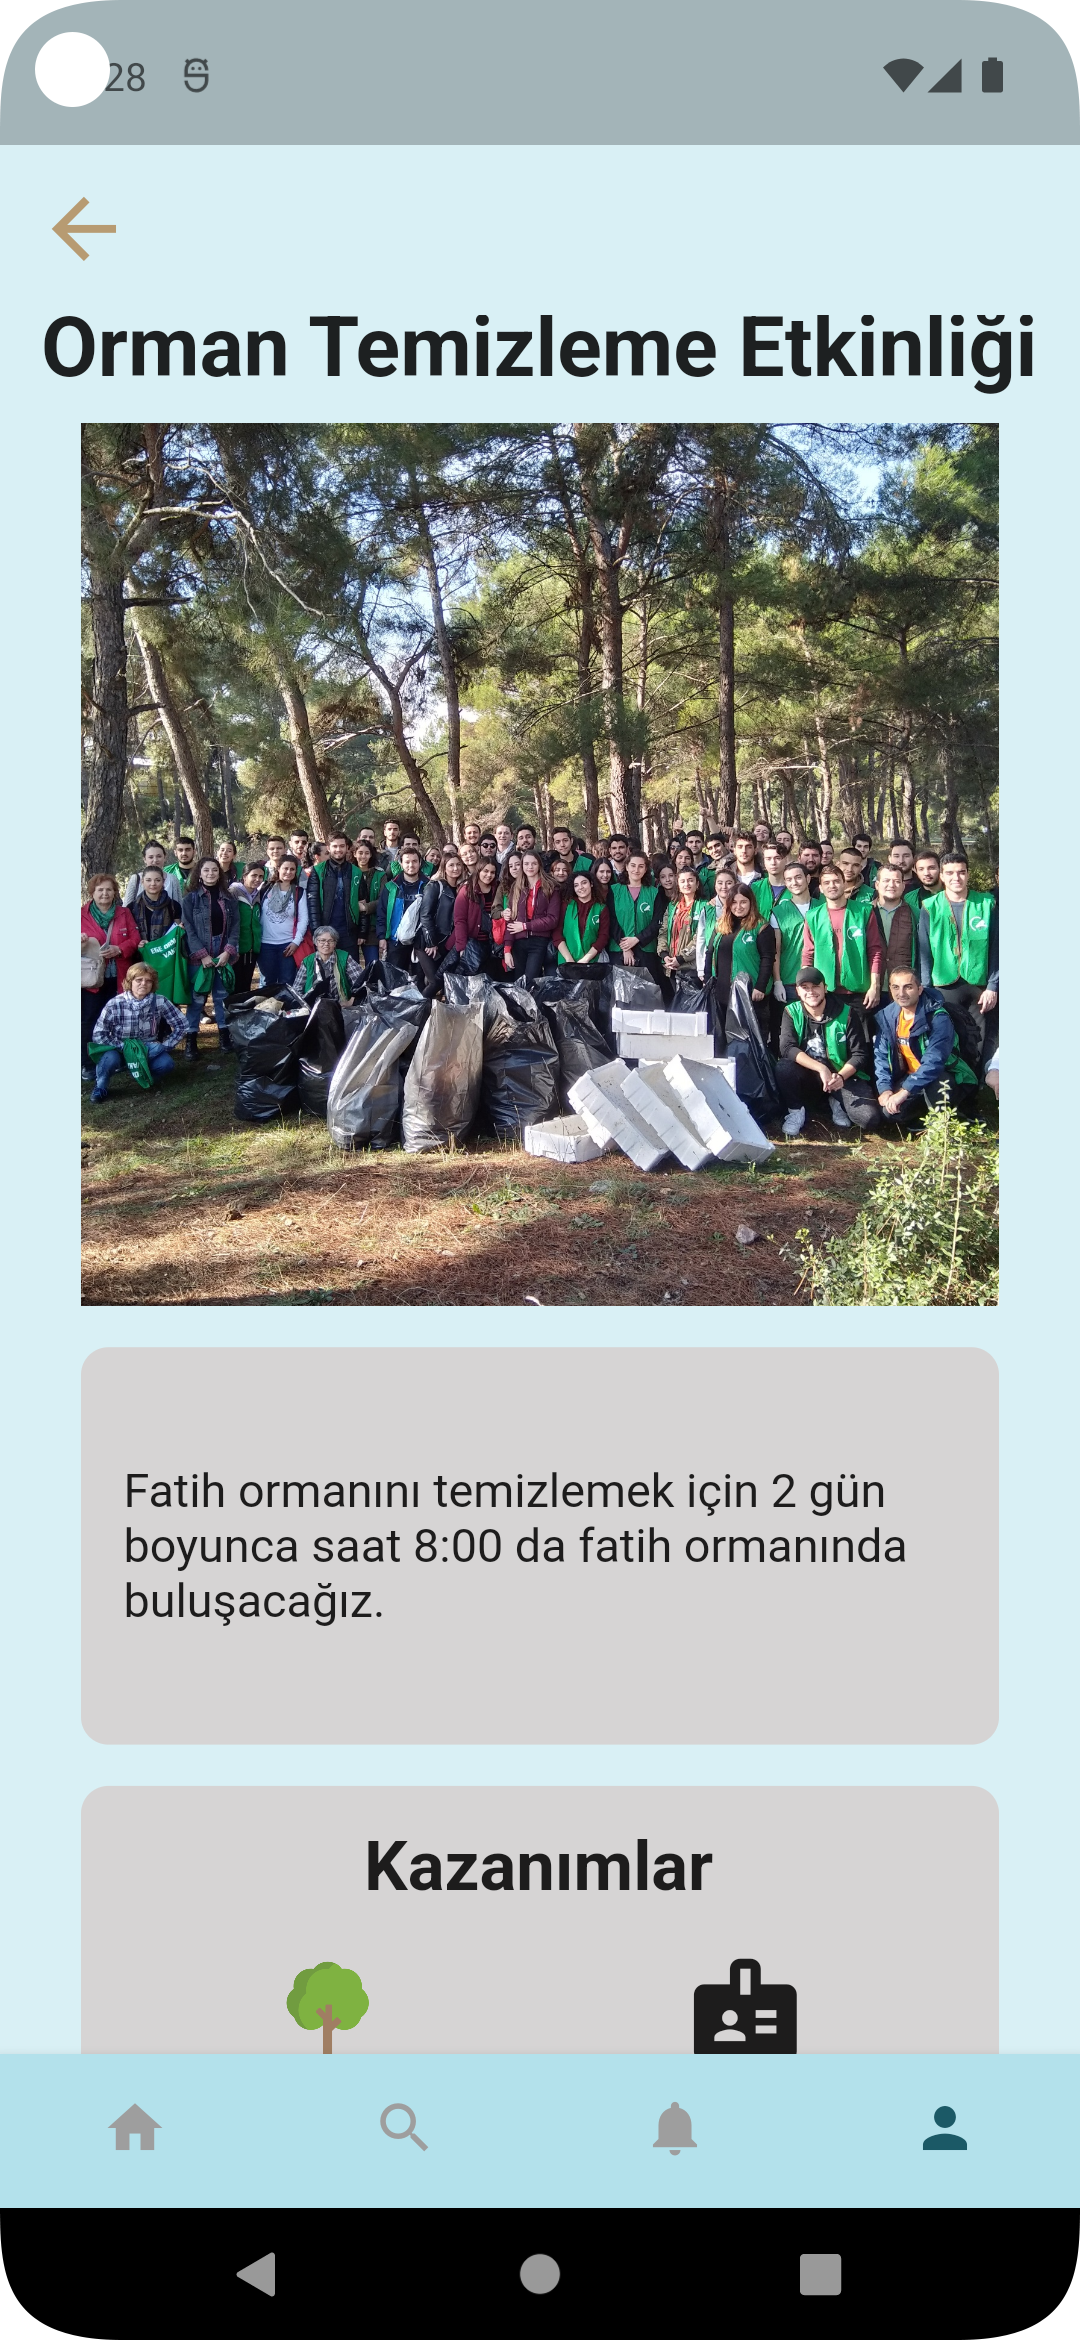 28
Orman Temizleme Etkinliği
Fatih ormanını temizlemek için 2 gün
boyunca saat 8:00 da fatih ormanında
buluşacağız.
Kazanımlar